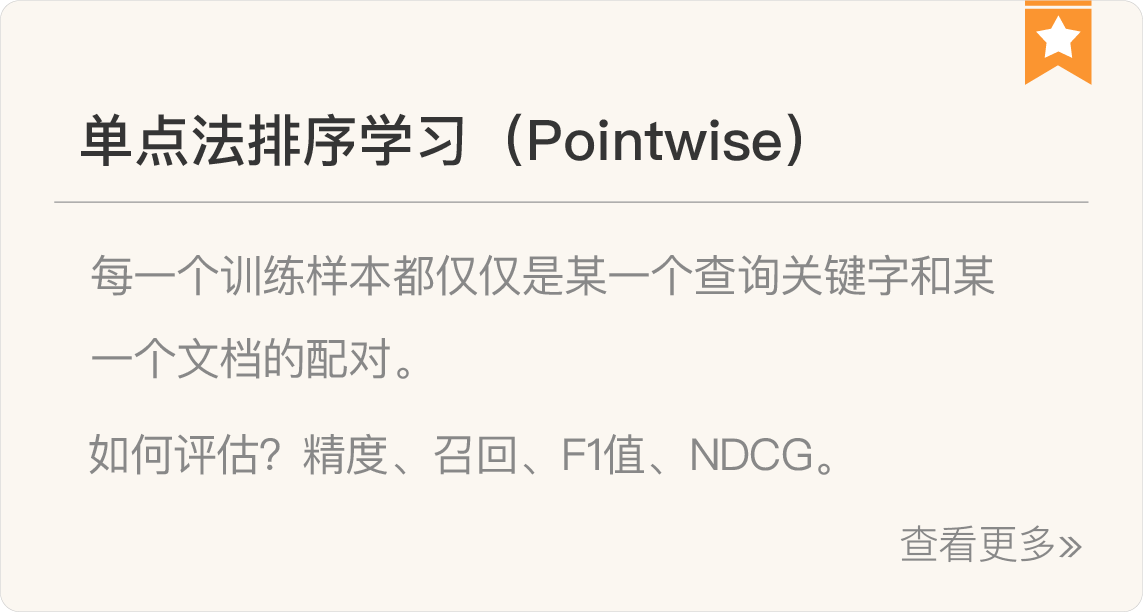 单点法排序学习（Pointwise）
每一个训练样本都仅仅是某一个查询关键字和某
一个文档的配对。
如何评估？精度、召回、F1值、NDCG。
查看更多»